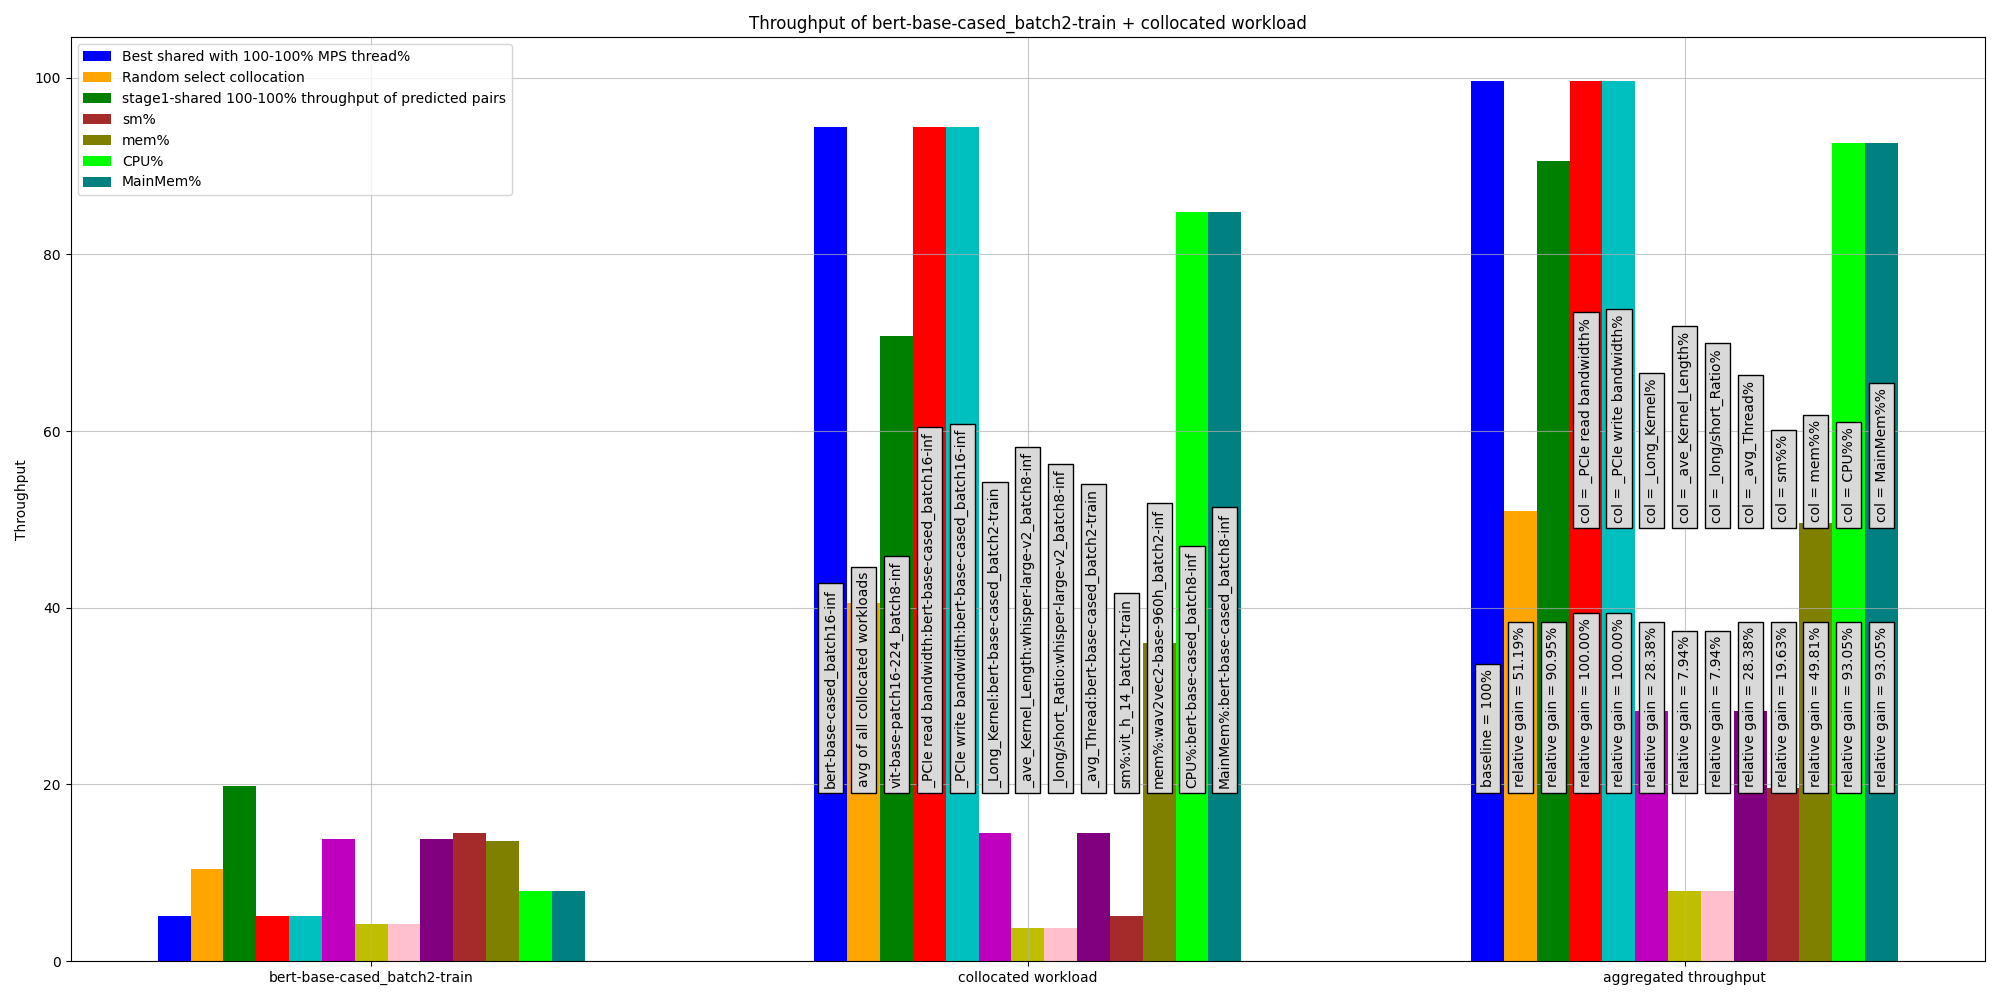 Throughput of bert-base-cased_batch2-train + collocated workload
Best shared with 100-100% MPS thread%
Random select collocation
stage1-shared 100-100% throughput of predicted pairs
sm%
mem%
CPU%
MainMem%
Throughput
100
80
60
40
20
0
bert-base-cased_batch16-inf
avg of all collocated workloads
vit-base-patch16-224_batch8-inf
_PCIe read bandwidth:bert-base-cased_batch16-inf
_PCIe write bandwidth:bert-base-cased_batch16-inf
_Long_Kernel:bert-base-cased_batch2-train
_ave_Kernel_Length:whisper-large-v2_batch8-inf
_long/short_Ratio:whisper-large-v2_batch8-inf
_avg_Thread:bert-base-cased_batch2-train
sm%:vit_h_14_batch2-train
mem%:wav2vec2-base-960h_batch2-inf
CPU%:bert-base-cased_batch8-inf
MainMem%:bert-base-cased_batch8-inf
col = _PCIe read bandwidth%
col = _PCIe write bandwidth%
col = _Long_Kernel%
col = _ave_Kernel_Length%
col = _long/short_Ratio%
col = _avg_Thread%
col = sm%%
col = mem%%
col = CPU%%
col = MainMem%%
baseline = 100%
relative gain = 51.19%
relative gain = 90.95%
relative gain = 100.00%
relative gain = 100.00%
relative gain = 28.38%
relative gain = 7.94%
relative gain = 7.94%
relative gain = 28.38%
relative gain = 19.63%
relative gain = 49.81%
relative gain = 93.05%
relative gain = 93.05%
bert-base-cased_batch2-train
collocated workload
aggregated throughput